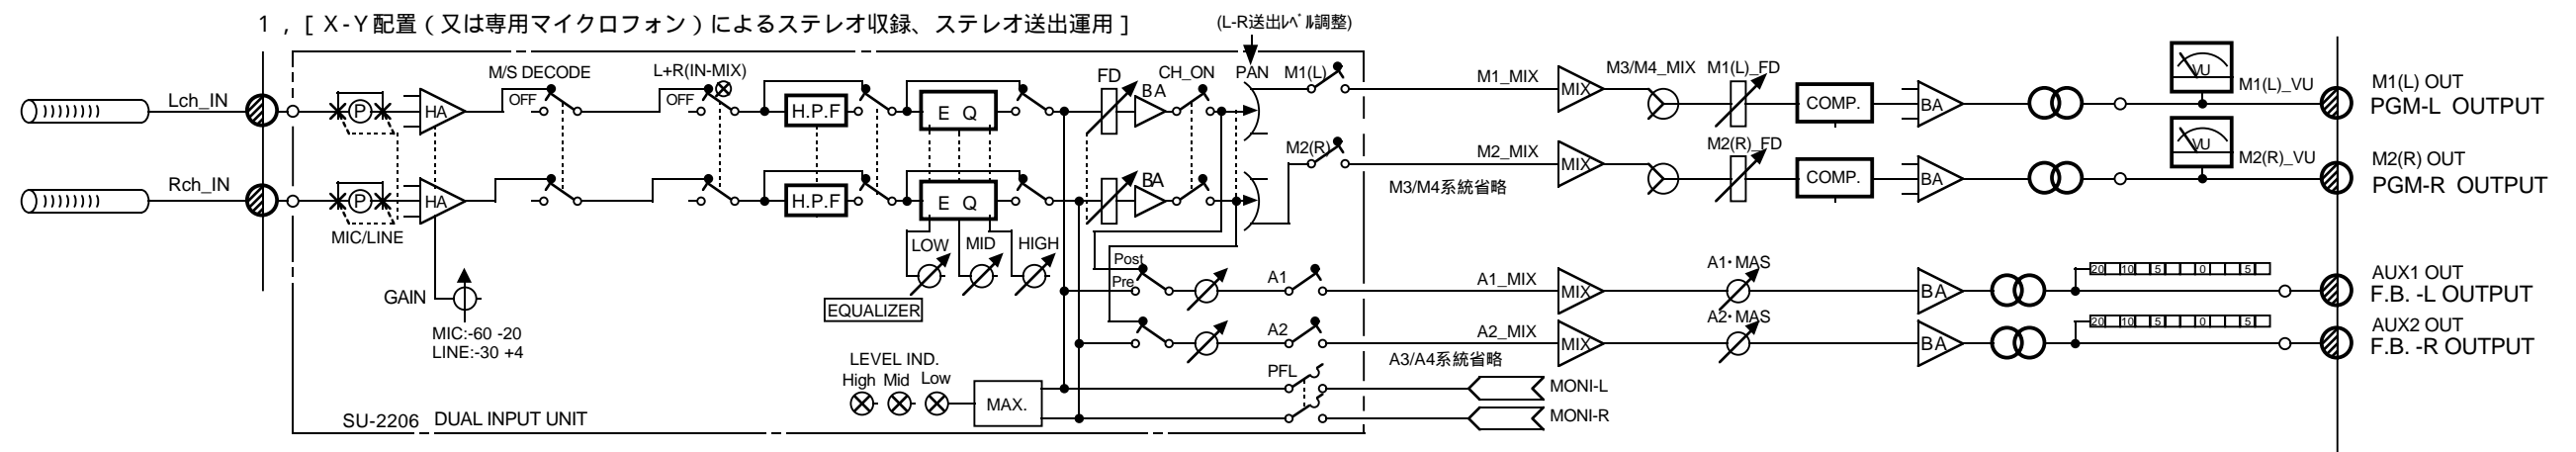 1，[ X-Y配置（又は専用マイクロフォン）によるステレオ収録、ステレオ送出運用 ]
(L-R送出ﾚﾍﾞﾙ調整)
M/S DECODE
L+R(IN-MIX)
FD
CH_ON
PAN
M1(L)
M1_MIX
M3/M4_MIX
M1(L)_FD
VU
M1(L)_VU
M1(L) OUT
PGM-L OUTPUT
Lch_IN
P
HA
OFF
OFF
H.P.F
E Q
BA
MIX
COMP.
BA
M2(R)
M2_MIX
M2(R)_FD
VU
M2(R)_VU
M2(R) OUT
PGM-R OUTPUT
Rch_IN
P
HA
H.P.F
E Q
BA
MIX
M3/M4系統省略
COMP.
BA
MIC/LINE
LOW
MID
HIGH
GAIN
MIC:-60 -20
LINE:-30 +4
EQUALIZER
Post
Pre
A1
A1_MIX
MIX
A1・MAS
BA
20 10 5 0 5
AUX1 OUT
F.B. -L OUTPUT
A2
A2_MIX
MIX
A2・MAS
BA
20 10 5 0 5
AUX2 OUT
F.B. -R OUTPUT
A3/A4系統省略
LEVEL IND.
High Mid Low
MAX.
PFL
MONI-L
MONI-R
SU-2206 DUAL INPUT UNIT